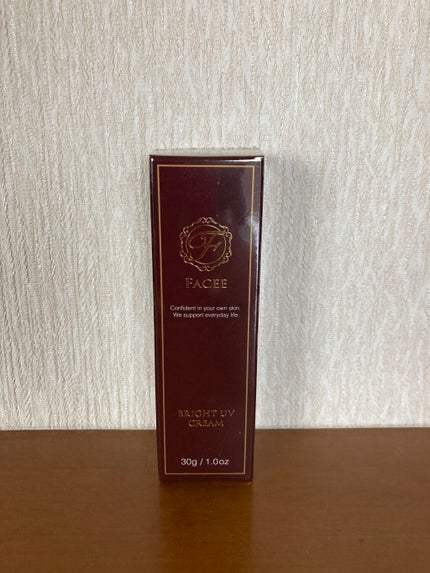 F
FACEE
Confident in your own skin.
We support everyday life.
BRIGHT UV
CREAM
30g / 1.0oz